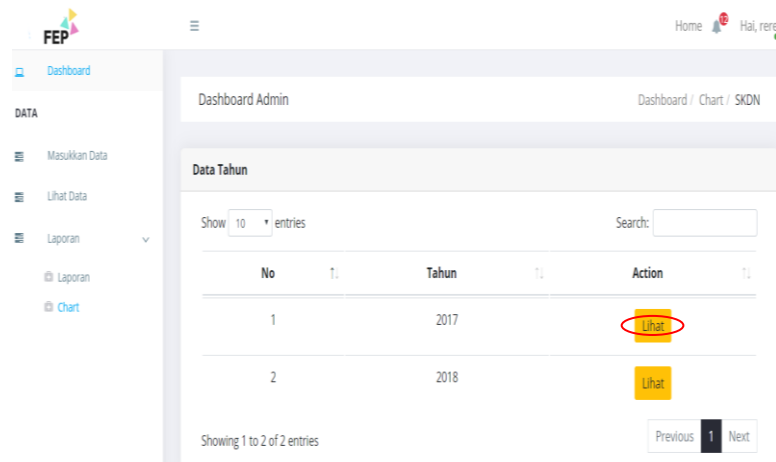 FEP
Home 12 Hai, rere
Dashboard
DATA
Masukkan Data
Lihat Data
Laporan
Laporan
Chart
Dashboard Admin
Dashboard / Chart / SKDN
Data Tahun
Show 10 entries
Search:
No Tahun Action
1 2017 Lihat
2 2018 Lihat
Showing 1 to 2 of 2 entries
Previous 1 Next